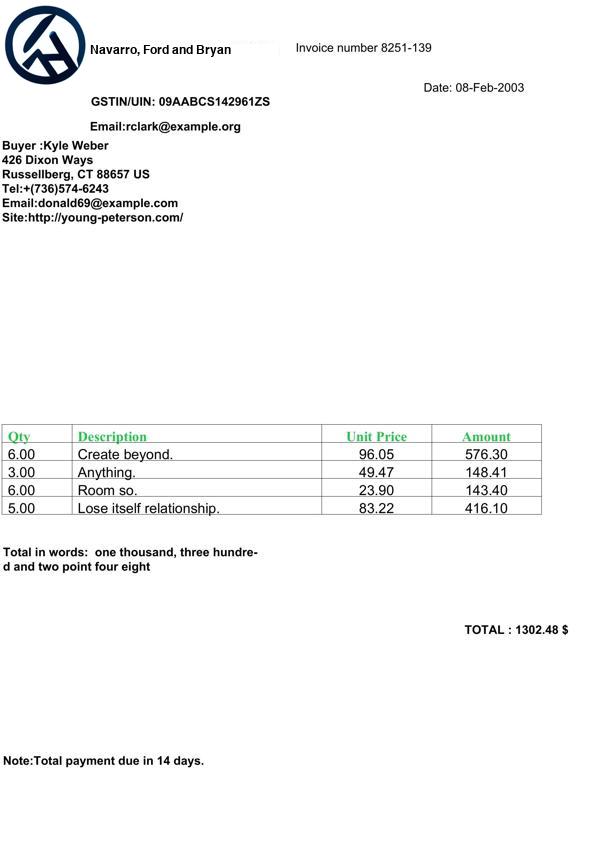 Navarro, Ford and Bryan
Invoice number 8251-139
Date: 08-Feb-2003
GSTIN/UIN: 09AABCS142961ZS
Email:rclark@example.org
Buyer :Kyle Weber
426 Dixon Ways
Russellberg, CT 88657 US
Tel:+(736)574-6243
Email:donald69@example.com
Site:http://young-peterson.com/
Qty Description Unit Price Amount
6.00 Create beyond. 96.05 576.30
3.00 Anything. 49.47 148.41
6.00 Room so. 23.90 143.40
5.00 Lose itself relationship. 83.22 416.10
Total in words:  one thousand, three hundre-
d and two point four eight
TOTAL : 1302.48 $
Note:Total payment due in 14 days.